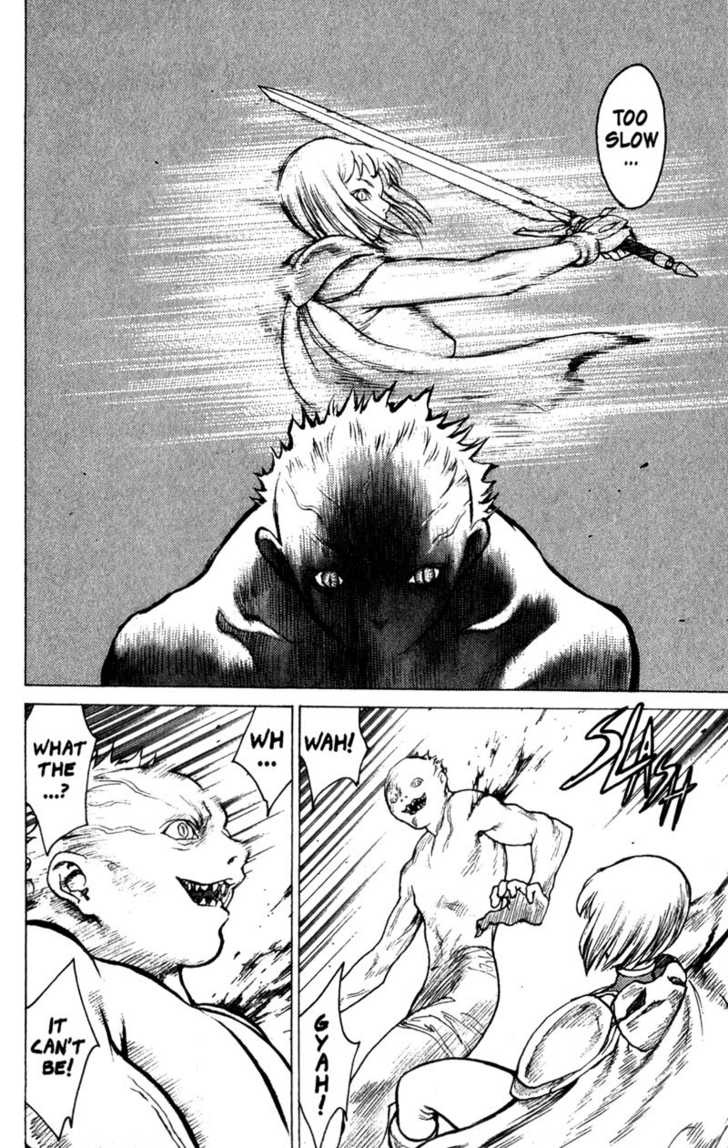 TOO
SLOW
...
WH
...
WHAT
THE
...?
IT
CAN'T
BE!
WAH!
SLASH
GYAH!